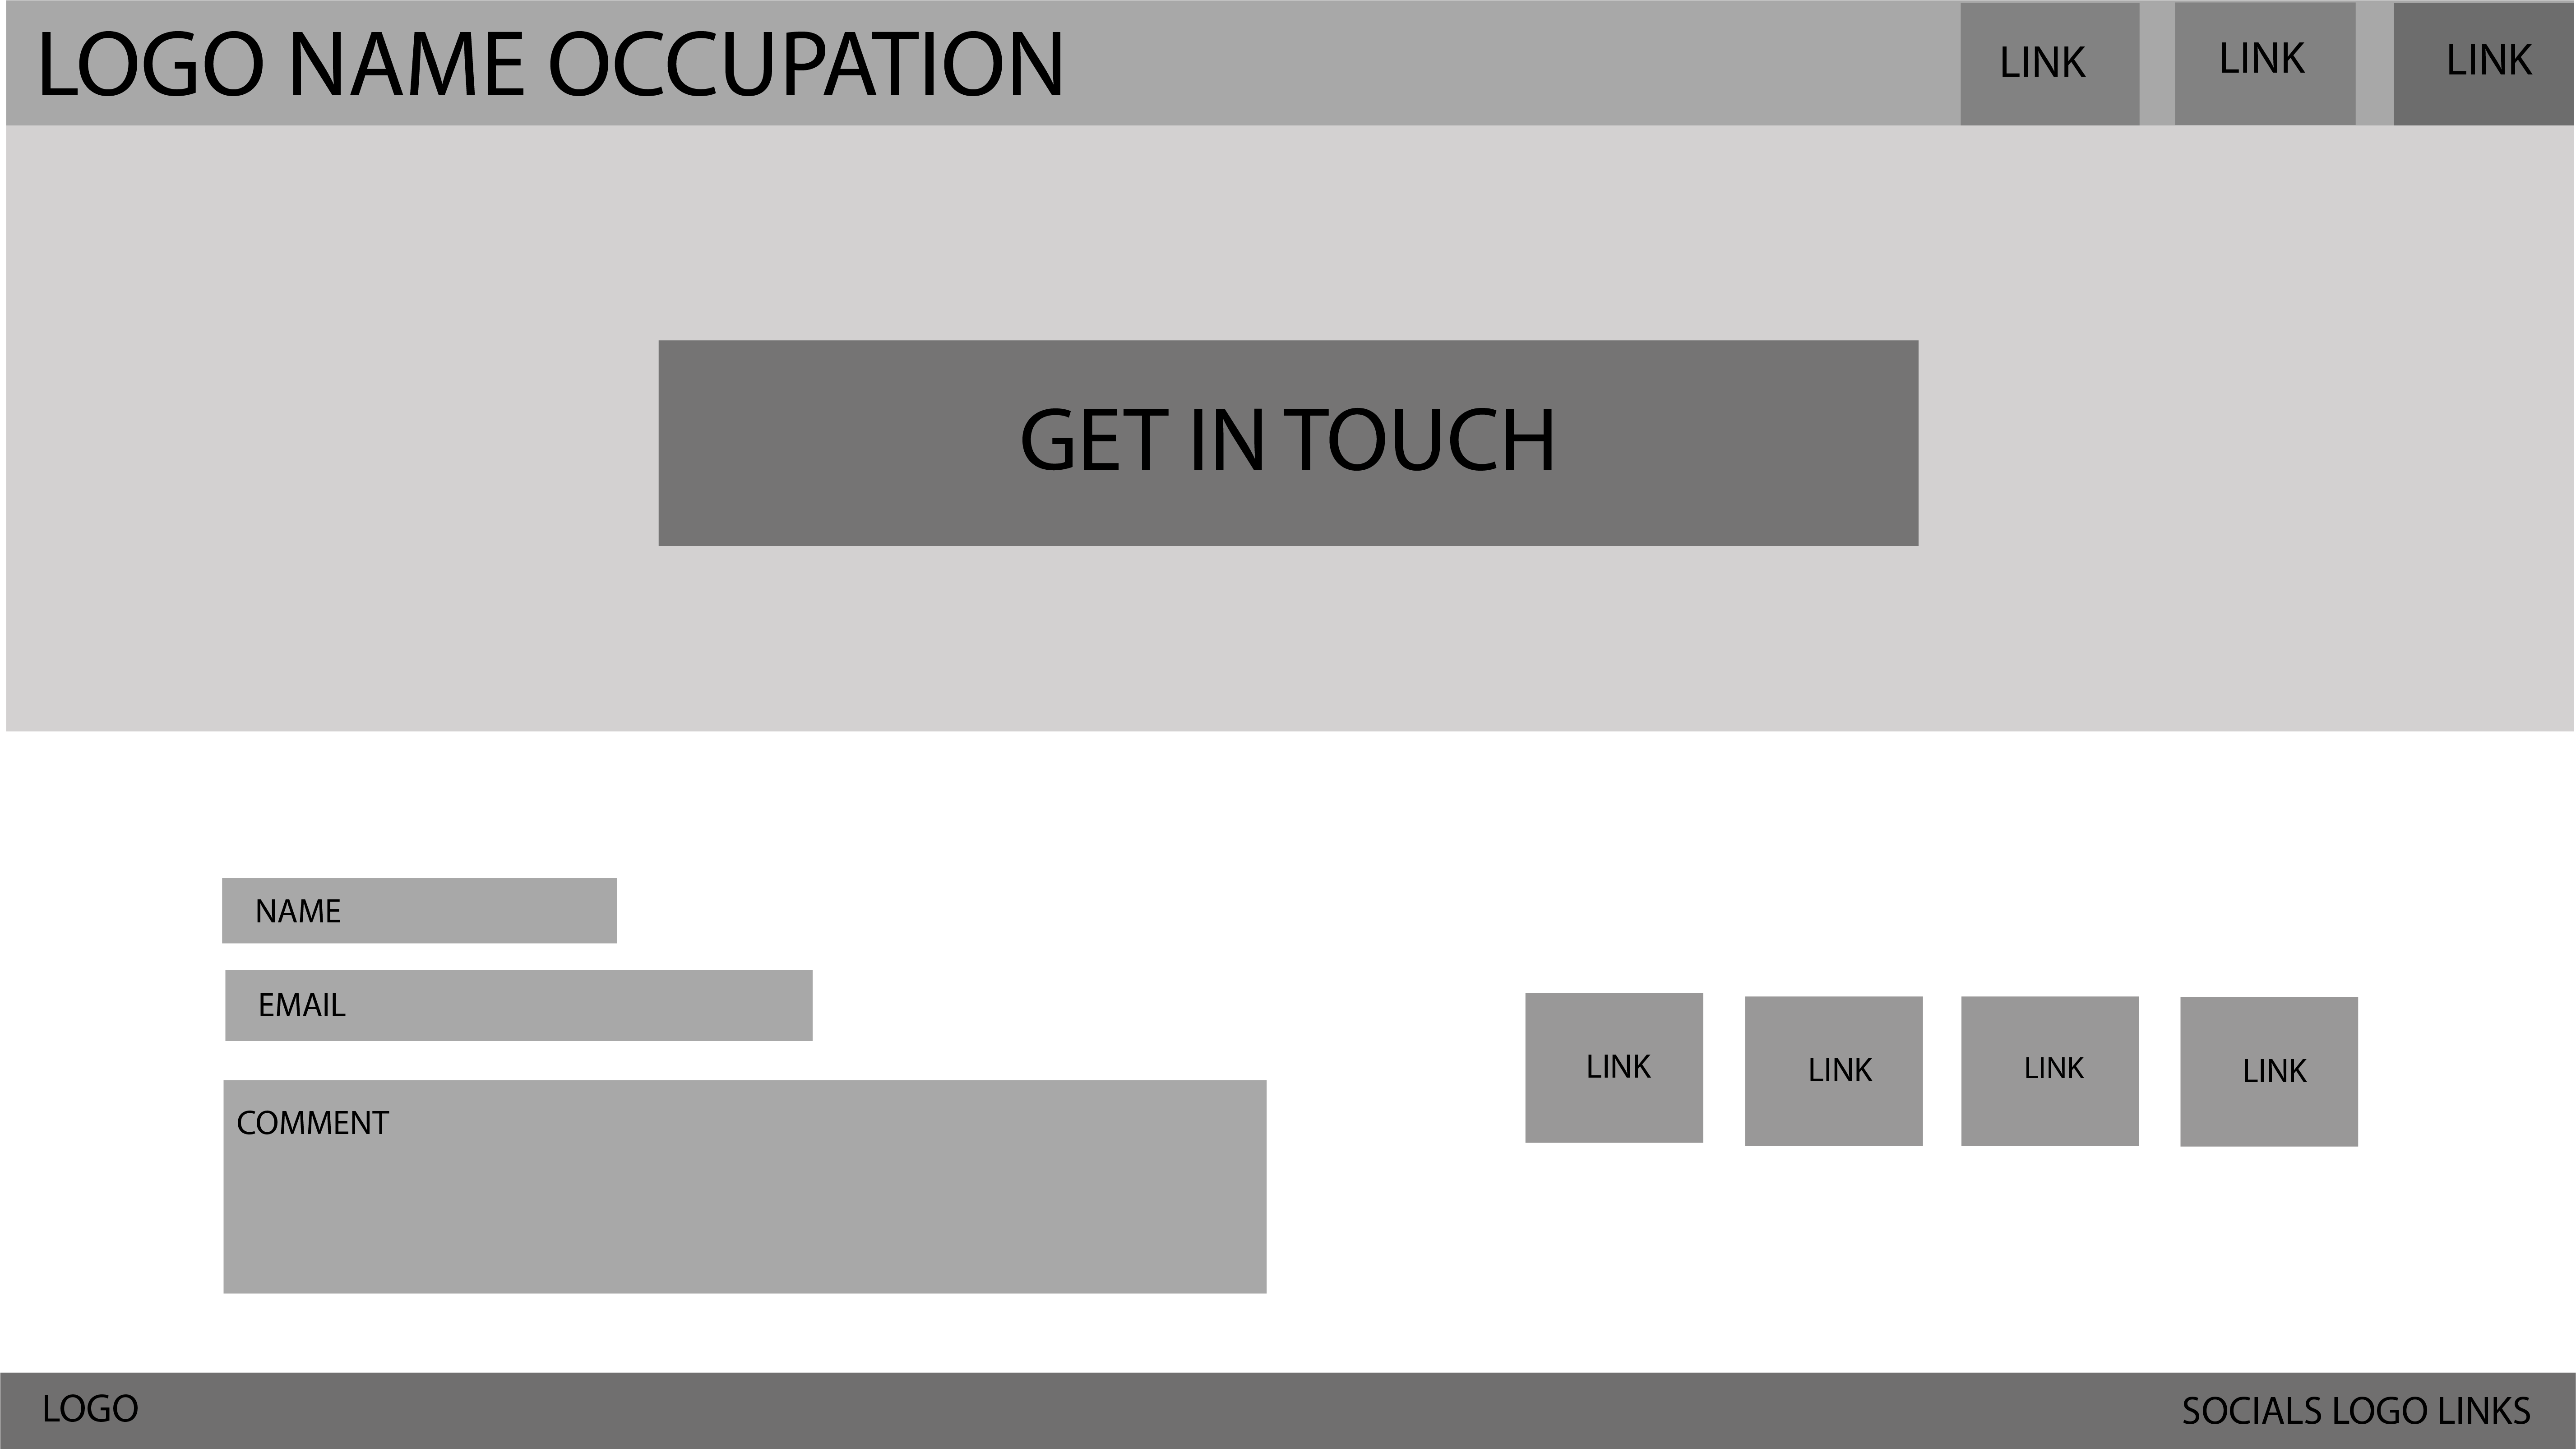 LOGO NAME OCCUPATION
LINK
LINK
LINK
GET IN TOUCH
NAME
EMAIL
COMMENT
LINK
LINK
LINK
LINK
LOGO
SOCIALS LOGO LINKS